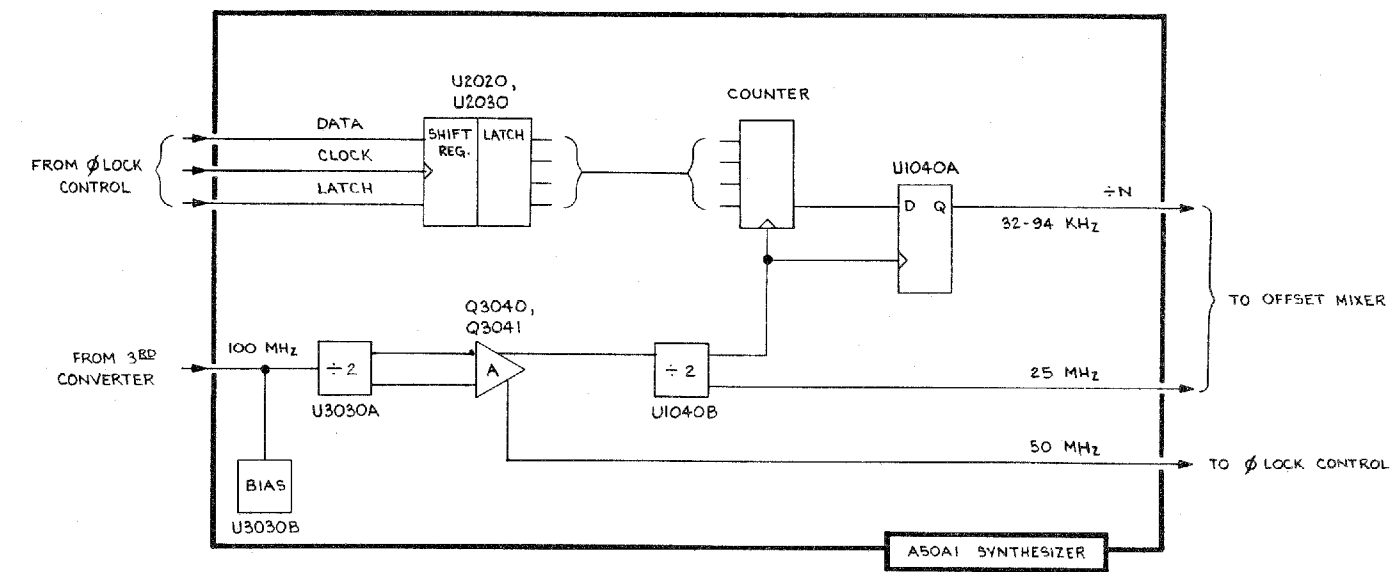 U2020,
U2030
COUNTER
DATA
SHIFT
REG.
LATCH
CLOCK
FROM ϕLOCK
CONTROL
LATCH
U1040A
D Q
÷N
32-94 KHz
Q3040,
Q3041
TO OFFSET MIXER
FROM 3RD
CONVERTER
100 MHz
÷2
A
÷2
25 MHz
U3030A
U1040B
50 MHz
TO ϕ LOCK CONTROL
BIAS
U3030B
A50A1 SYNTHESIZER